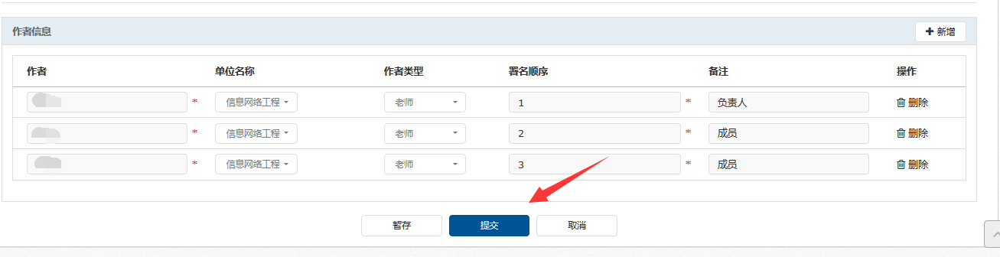 作者信息
新增
作者 单位名称 作者类型 署名顺序 备注 操作
* 信息网络工程 老师 1 * 负责人 删除
* 信息网络工程 老师 2 * 成员 删除
* 信息网络工程 老师 3 * 成员 删除
暂存 提交 取消